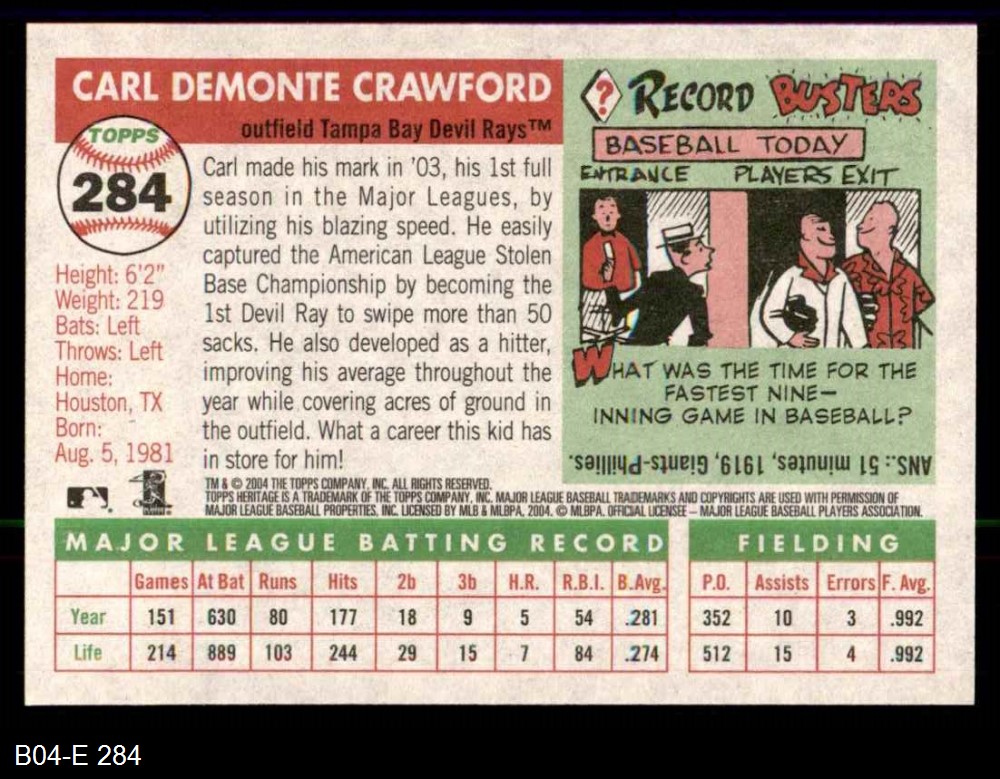 CARL DEMONTE CRAWFORD
outfield Tampa Bay Devil Rays™
TOPPS
284
Height: 6'2"
Weight: 219
Bats: Left
Throws: Left
Home:
Houston, TX
Born:
Aug. 5, 1981
Carl made his mark in '03, his 1st full
season in the Major Leagues, by
utilizing his blazing speed. He easily
captured the American League Stolen
Base Championship by becoming the
1st Devil Ray to swipe more than 50
sacks. He also developed as a hitter,
improving his average throughout the
year while covering acres of ground in
the outfield. What a career this kid has
in store for him!
? RECORD BUSTERS
BASEBALL TODAY
ENTRANCE PLAYERS EXIT
WHAT WAS THE TIME FOR THE
FASTEST NINE–
INNING GAME IN BASEBALL?
ANS.: 51 minutes, 1919, Giants-Phillies.
TM & © 2004 THE TOPPS COMPANY, INC. ALL RIGHTS RESERVED.
TOPPS HERITAGE IS A TRADEMARK OF THE TOPPS COMPANY, INC. MAJOR LEAGUE BASEBALL TRADEMARKS AND COPYRIGHTS ARE USED WITH PERMISSION OF
MAJOR LEAGUE BASEBALL PROPERTIES, INC. LICENSED BY MLB & MLBPA, 2004. © MLBPA. OFFICIAL LICENSEE – MAJOR LEAGUE BASEBALL PLAYERS ASSOCIATION.
MAJOR LEAGUE BATTING RECORD FIELDING
Games At Bat Runs Hits 2b 3b H.R. R.B.I. B.Avg. P.O. Assists Errors F. Avg.
Year 151 630 80 177 18 9 5 54 .281 352 10 3 .992
Life 214 889 103 244 29 15 7 84 .274 512 15 4 .992
B04-E 284